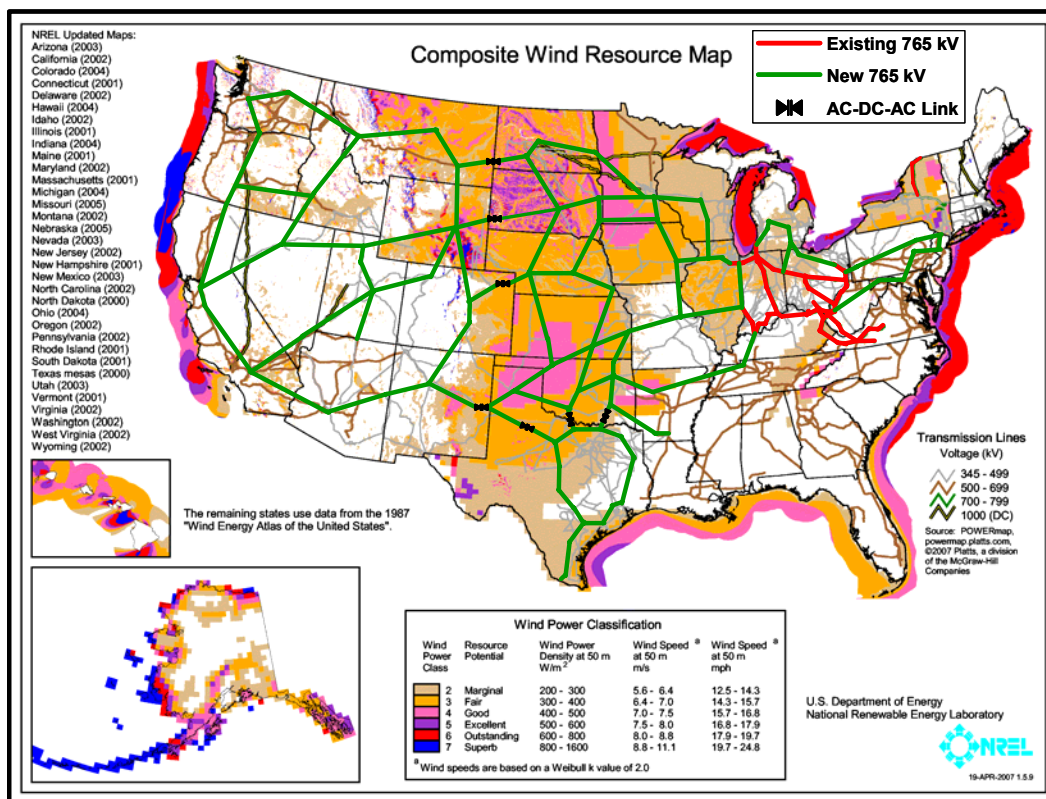 NREL Updated Maps:
Arizona (2003)
California (2002)
Colorado (2004)
Connecticut (2001)
Delaware (2002)
Hawaii (2004)
Idaho (2002)
Illinois (2001)
Indiana (2004)
Maine (2001)
Maryland (2002)
Massachusetts (2001)
Michigan (2004)
Missouri (2005)
Montana (2002)
Nebraska (2005)
Nevada (2003)
New Jersey (2002)
New Hampshire (2001)
New Mexico (2003)
North Carolina (2002)
North Dakota (2000)
Ohio (2004)
Oregon (2002)
Pennsylvania (2002)
Rhode Island (2001)
South Dakota (2001)
Texas mesas (2000)
Utah (2003)
Vermont (2001)
Virginia (2002)
Washington (2002)
West Virginia (2002)
Wyoming (2002)
Composite Wind Resource Map
Existing 765 kV
New 765 kV
AC-DC-AC Link
The remaining states use data from the 1987
"Wind Energy Atlas of the United States".
Transmission Lines
Voltage (kV)
345 - 499
500 - 699
700 - 799
1000 (DC)
Source: POWERmap,
powermap.platts.com,
©2007 Platts, a division
of the McGraw-Hill
Companies
Wind Power Classification
Wind Resource Wind Power Wind Speed a Wind Speed a
Power Potential Density at 50 m at 50 m at 50 m
Class W/m2 m/s mph
2 Marginal 200 - 300 5.6 - 6.4 12.5 - 14.3
3 Fair 300 - 400 6.4 - 7.0 14.3 - 15.7
4 Good 400 - 500 7.0 - 7.5 15.7 - 16.8
5 Excellent 500 - 600 7.5 - 8.0 16.8 - 17.9
6 Outstanding 600 - 800 8.0 - 8.8 17.9 - 19.7
7 Superb 800 - 1600 8.8 - 11.1 19.7 - 24.8
a Wind speeds are based on a Weibull k value of 2.0
U.S. Department of Energy
National Renewable Energy Laboratory
NREL
19-APR-2007 1.5.9